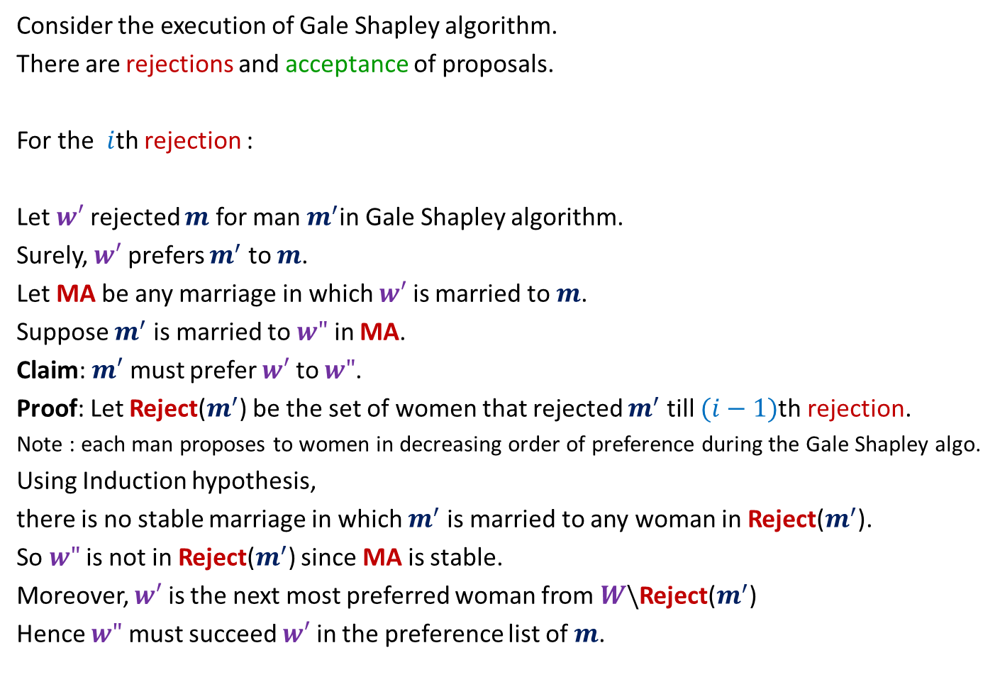 Consider the execution of Gale Shapley algorithm.
There are rejections and acceptance of proposals.
For the 𝑖th rejection :
Let 𝒘′ rejected 𝒎 for man 𝒎′in Gale Shapley algorithm.
Surely, 𝒘′ prefers 𝒎′ to 𝒎.
Let MA be any marriage in which 𝒘′ is married to 𝒎.
Suppose 𝒎′ is married to 𝒘" in MA.
Claim: 𝒎′ must prefer 𝒘′ to 𝒘".
Proof: Let Reject(𝒎′) be the set of women that rejected 𝒎′ till (𝑖 − 1)th rejection.
Note : each man proposes to women in decreasing order of preference during the Gale Shapley algo.
Using Induction hypothesis,
there is no stable marriage in which 𝒎′ is married to any woman in Reject(𝒎′).
So 𝒘" is not in Reject(𝒎′) since MA is stable.
Moreover, 𝒘′ is the next most preferred woman from 𝑾\Reject(𝒎′)
Hence 𝒘" must succeed 𝒘′ in the preference list of 𝒎.